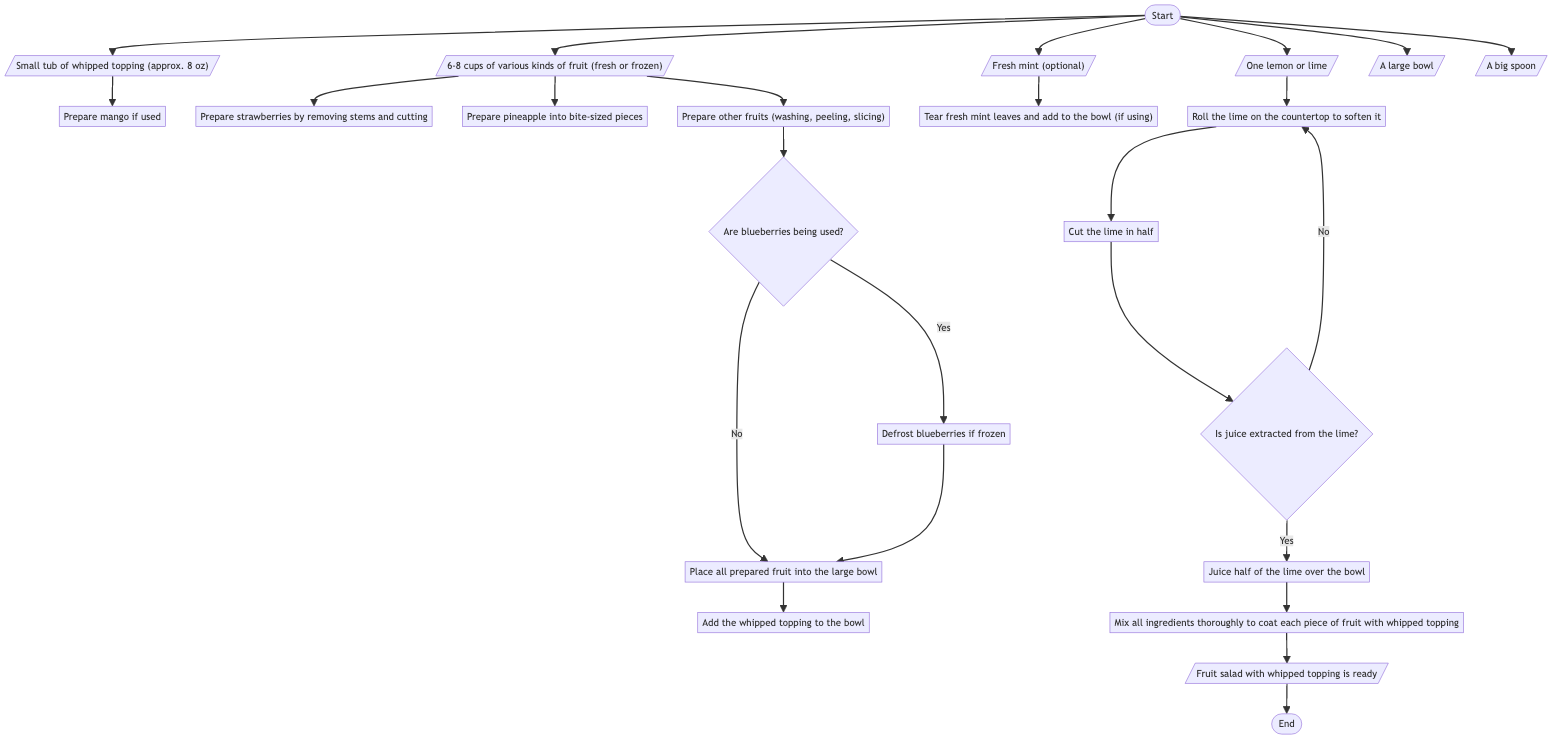 Start
Small tub of whipped topping (approx. 8 oz)
6-8 cups of various kinds of fruit (fresh or frozen)
Fresh mint (optional)
One lemon or lime
A large bowl
A big spoon
Prepare mango if used
Prepare strawberries by removing stems and cutting
Prepare pineapple into bite-sized pieces
Prepare other fruits (washing, peeling, slicing)
Tear fresh mint leaves and add to the bowl (if using)
Roll the lime on the countertop to soften it
Are blueberries being used?
Cut the lime in half
No
Yes
No
Defrost blueberries if frozen
Is juice extracted from the lime?
Yes
Place all prepared fruit into the large bowl
Juice half of the lime over the bowl
Add the whipped topping to the bowl
Mix all ingredients thoroughly to coat each piece of fruit with whipped topping
Fruit salad with whipped topping is ready
End